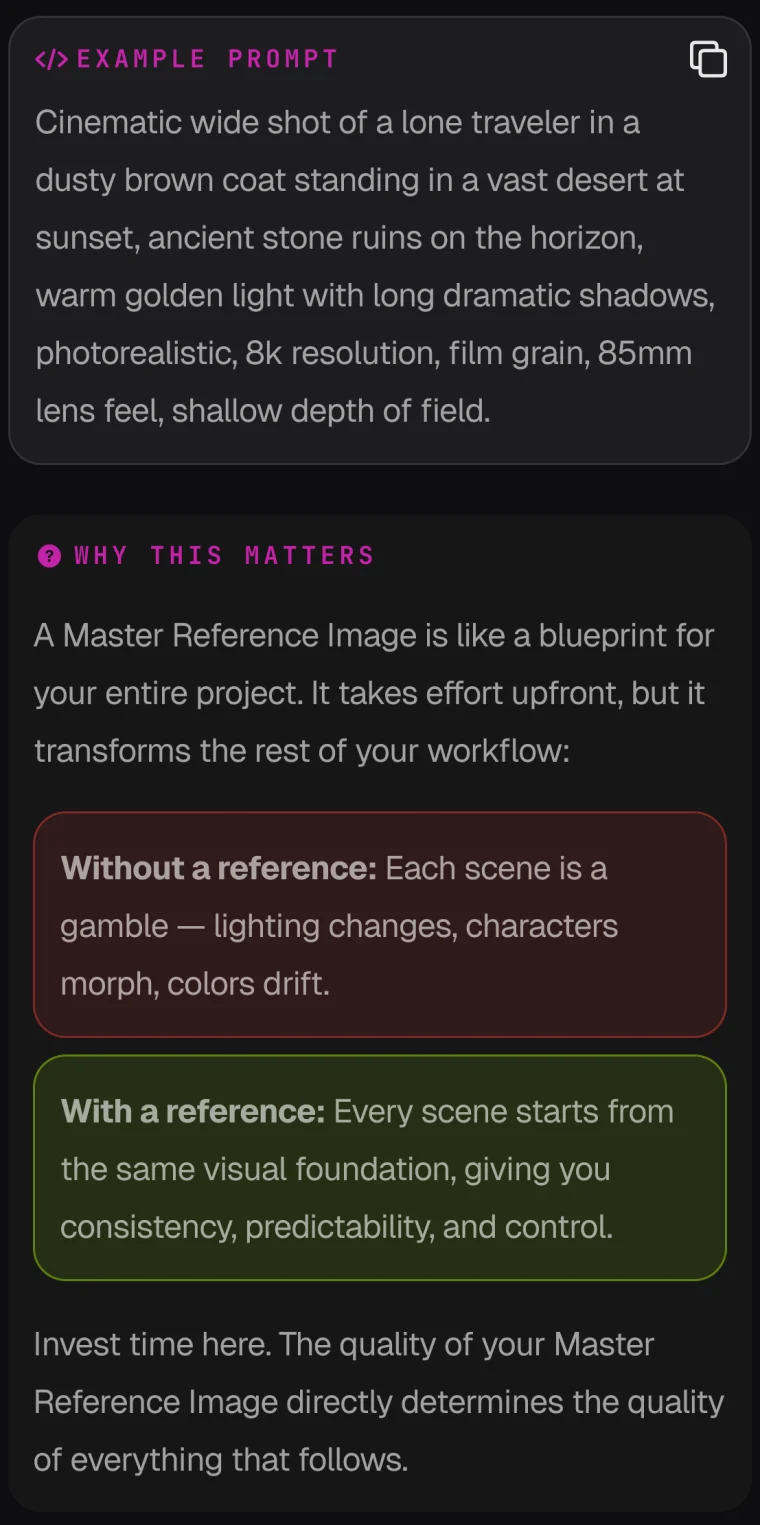 </> EXAMPLE PROMPT
Cinematic wide shot of a lone traveler in a
dusty brown coat standing in a vast desert at
sunset, ancient stone ruins on the horizon,
warm golden light with long dramatic shadows,
photorealistic, 8k resolution, film grain, 85mm
lens feel, shallow depth of field.
? WHY THIS MATTERS
A Master Reference Image is like a blueprint for
your entire project. It takes effort upfront, but it
transforms the rest of your workflow:
Without a reference: Each scene is a
gamble — lighting changes, characters
morph, colors drift.
With a reference: Every scene starts from
the same visual foundation, giving you
consistency, predictability, and control.
Invest time here. The quality of your Master
Reference Image directly determines the quality
of everything that follows.